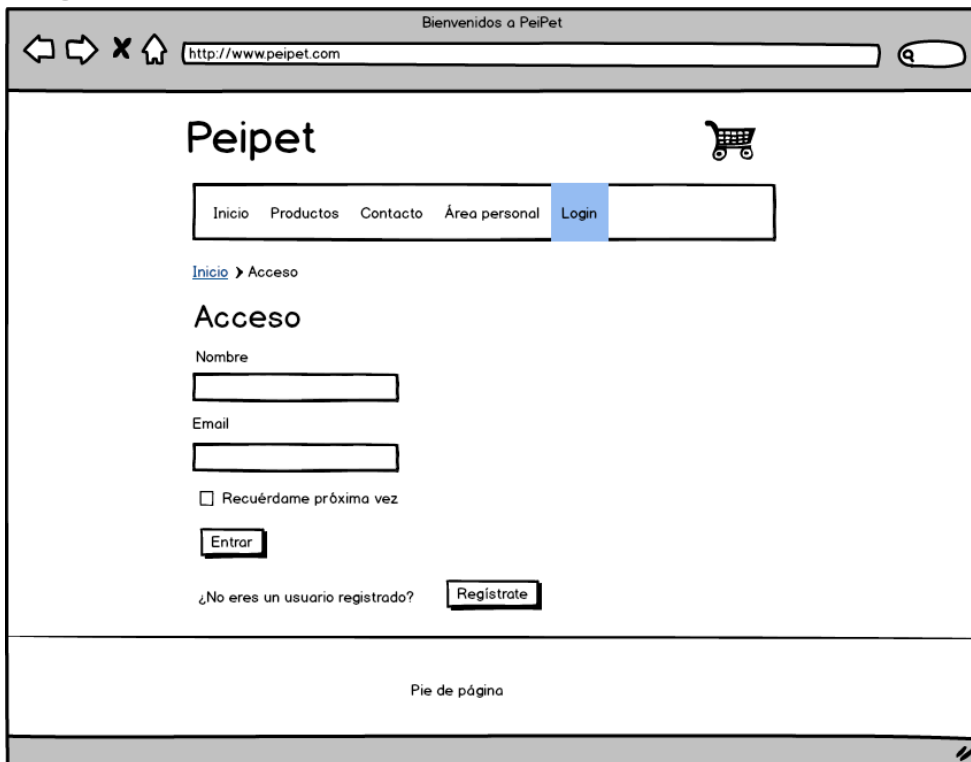 Bienvenidos a PeiPet
http://www.peipet.com
Peipet
Inicio Productos Contacto Área personal Login
Inicio > Acceso
Acceso
Nombre
Email
Recuérdame próxima vez
Entrar
¿No eres un usuario registrado? Regístrate
Pie de página